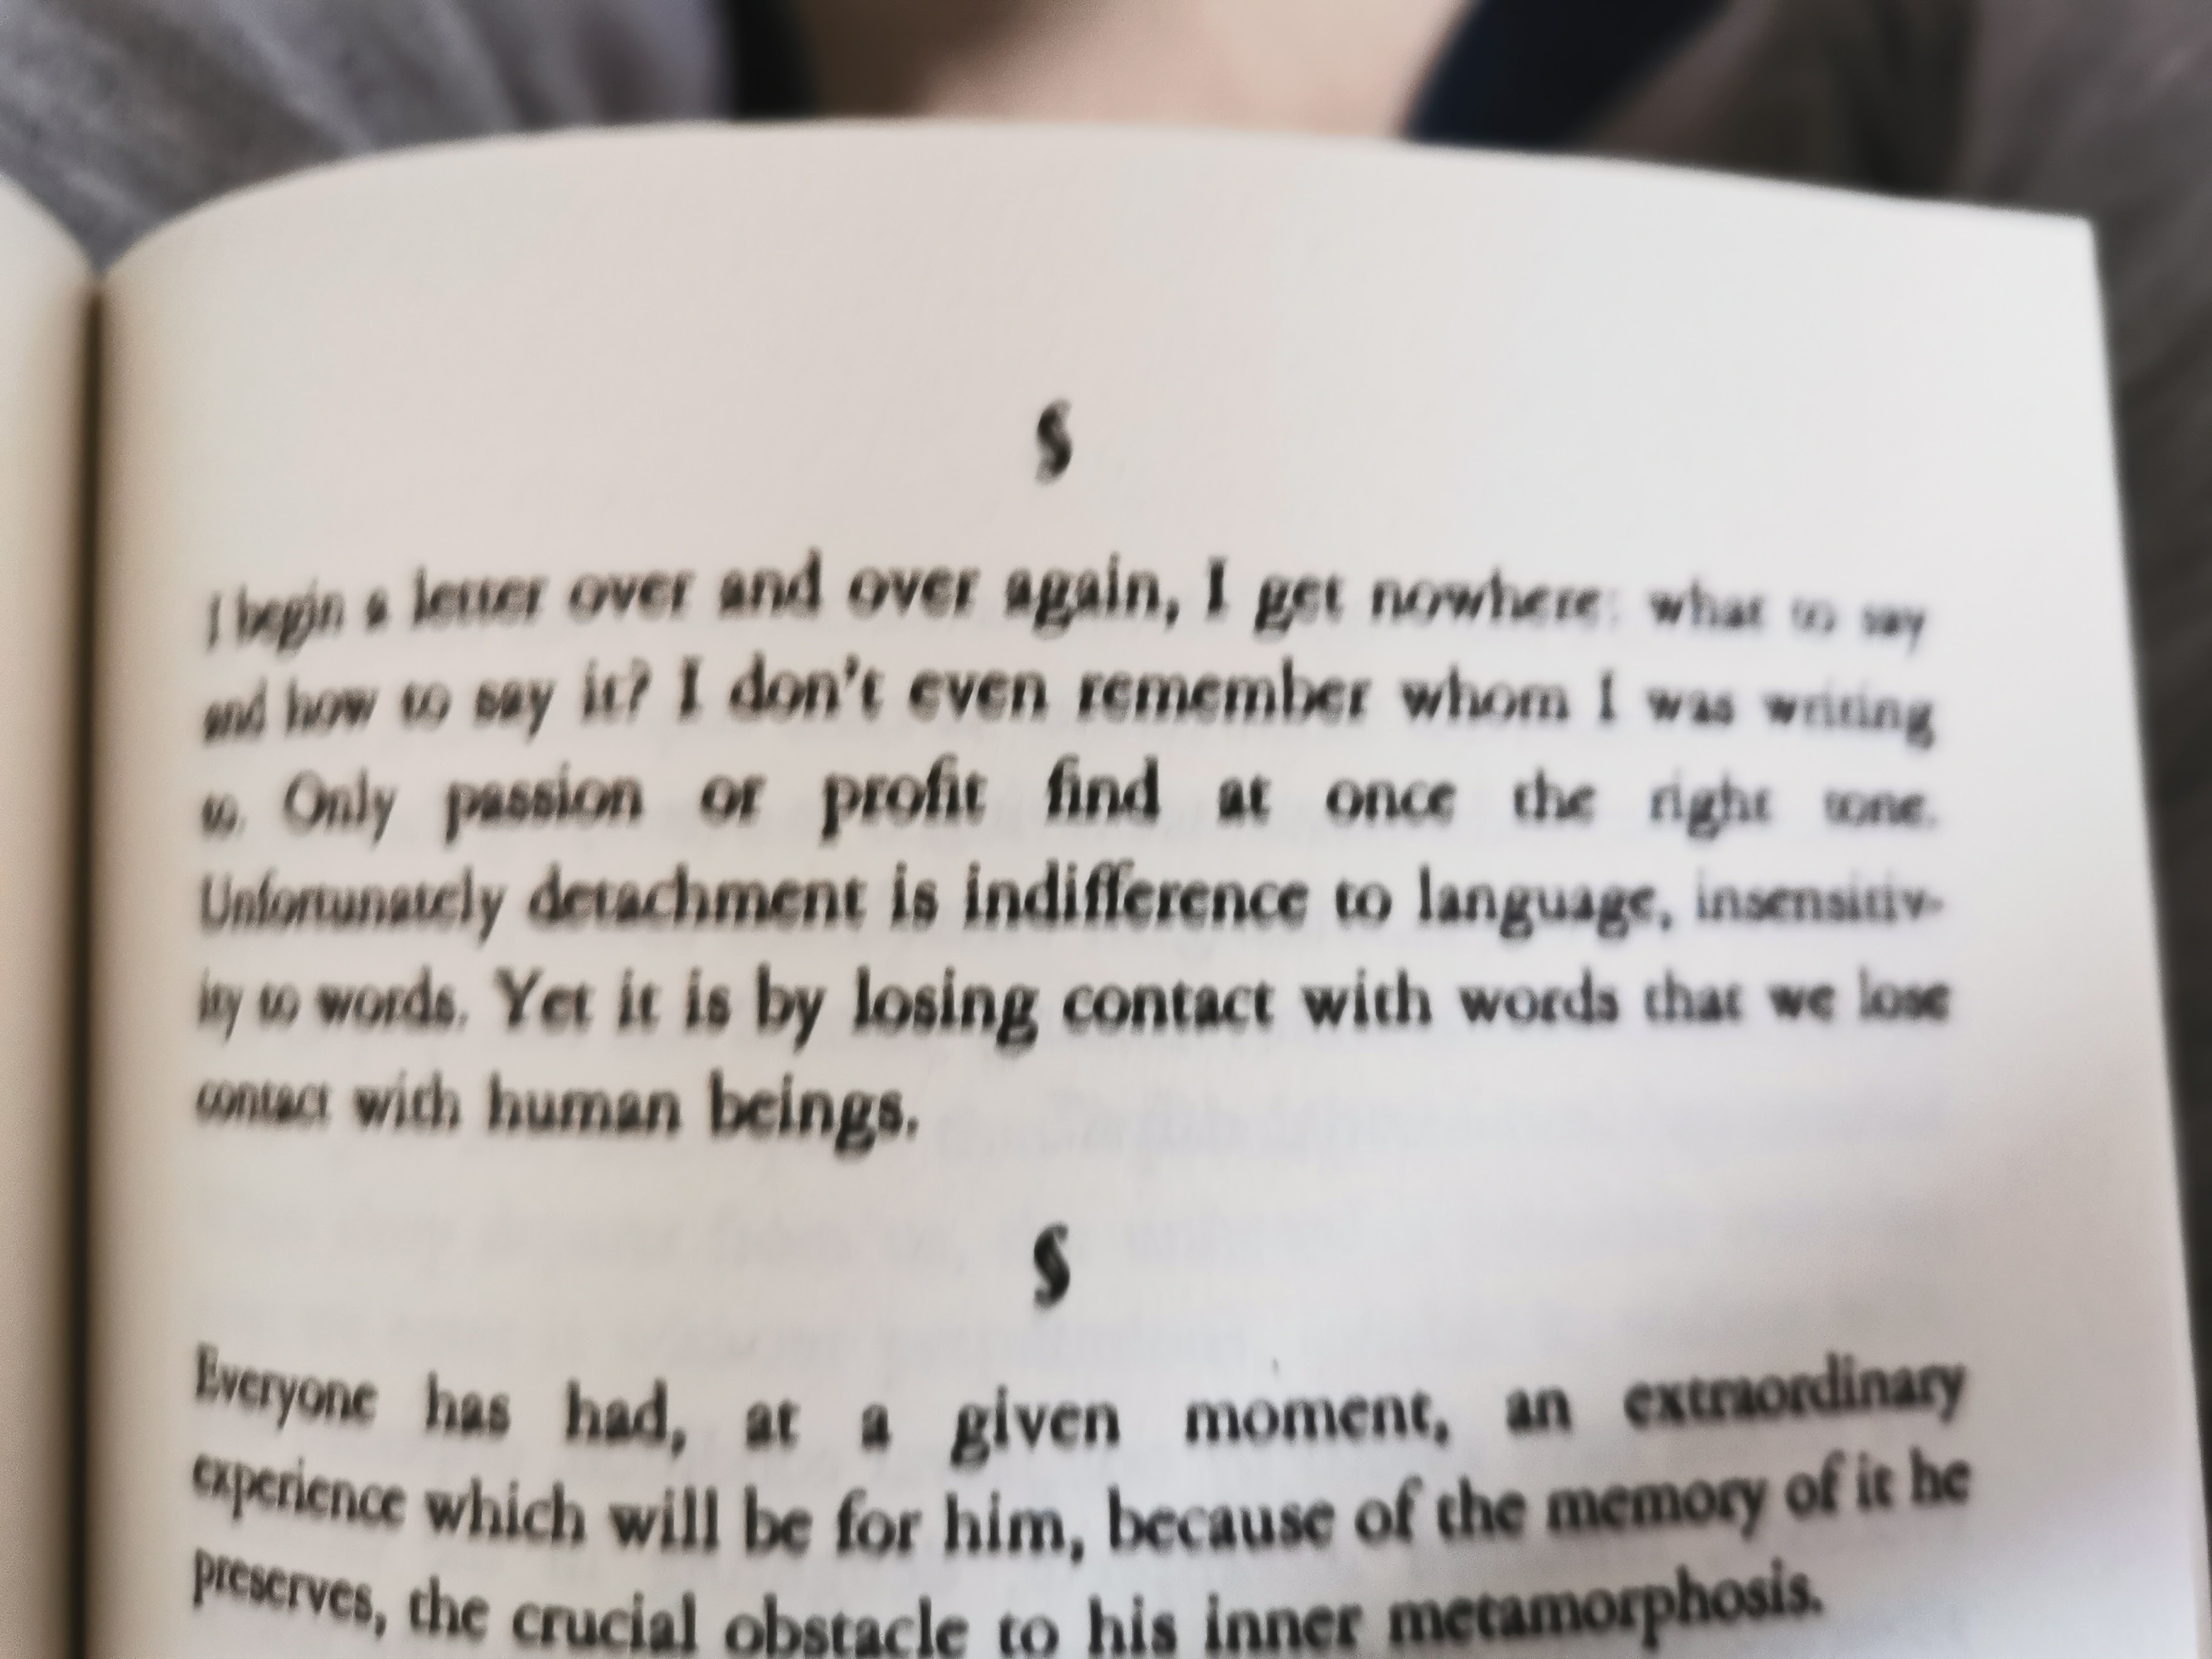 §
I begin a letter over and over again, I get nowhere: what to say
and how to say it? I don't even remember whom I was writing
to. Only passion or profit find at once the right tone.
Unfortunately detachment is indifference to language, insensitiv-
ity to words. Yet it is by losing contact with words that we lose
contact with human beings.
§
Everyone has had, at a given moment, an extraordinary
experience which will be for him, because of the memory of it he
preserves, the crucial obstacle to his inner metamorphosis.